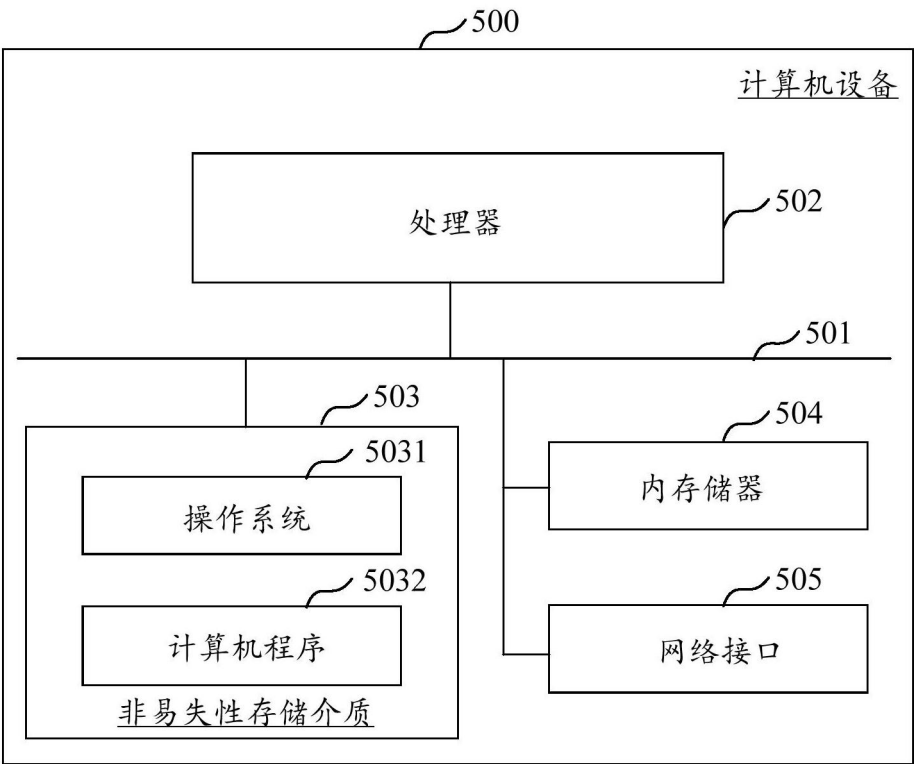 500
计算机设备
处理器
502
501
503
504
5031
操作系统
内存储器
5032
505
计算机程序
网络接口
非易失性存储介质